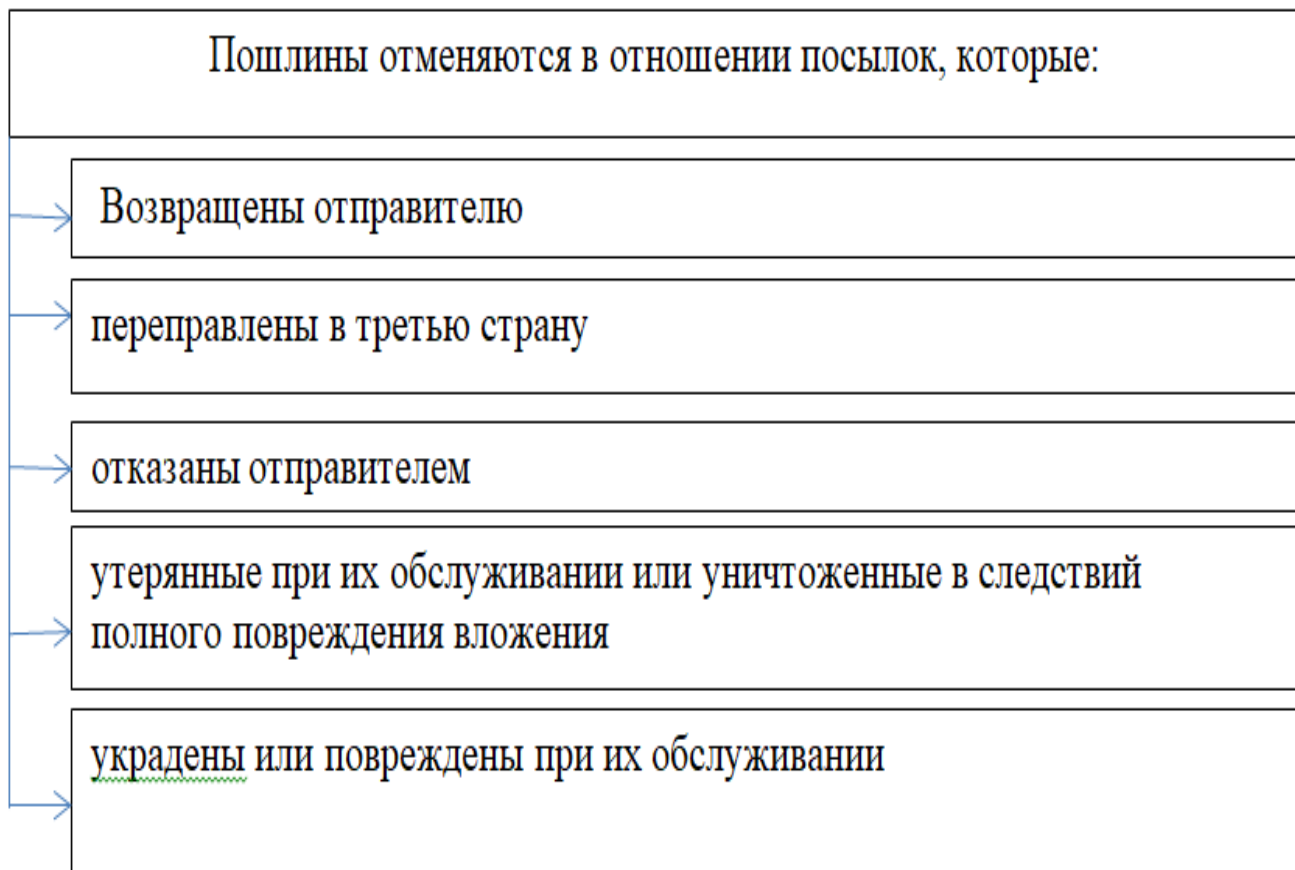 Пошлины отменяются в отношении посылок, которые:
Возвращены отправителю
переправлены в третью страну
отказаны отправителем
утерянные при их обслуживании или уничтоженные в следствий
полного повреждения вложения
украдены или повреждены при их обслуживании